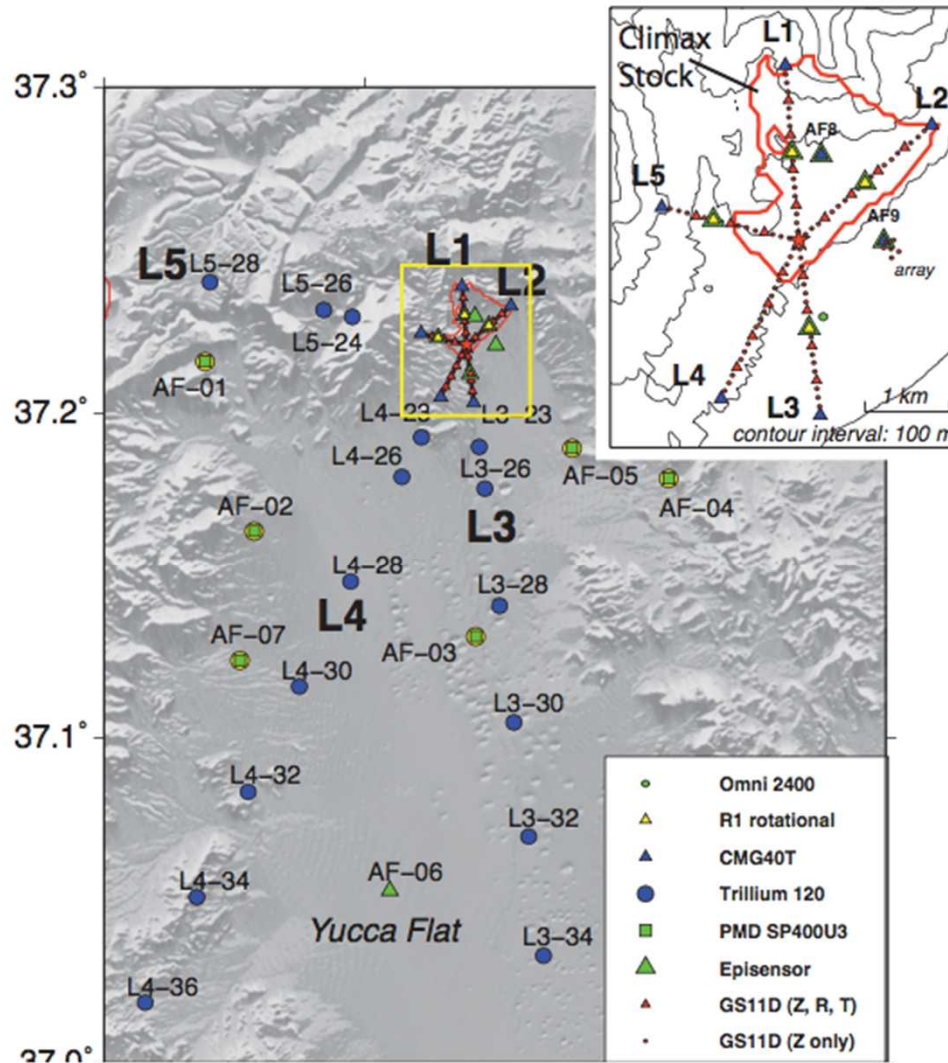 37.3°
37.2°
37.1°
37.0°
Climax
Stock
L1
L2
AF8
L5
AF9
array
L4
L3
1 km
contour interval: 100 m
L5
L5-28
L5-26
L5-24
L1
L2
AF-01
L4-23
L3-23
L4-26
L3-26
AF-05
AF-04
AF-02
L3
L4-28
L3-28
L4
AF-07
AF-03
L4-30
L3-30
L4-32
L3-32
L4-34
AF-06
Yucca Flat
L3-34
L4-36
Omni 2400
R1 rotational
CMG40T
Trillium 120
PMD SP400U3
Episensor
GS11D (Z, R, T)
GS11D (Z only)